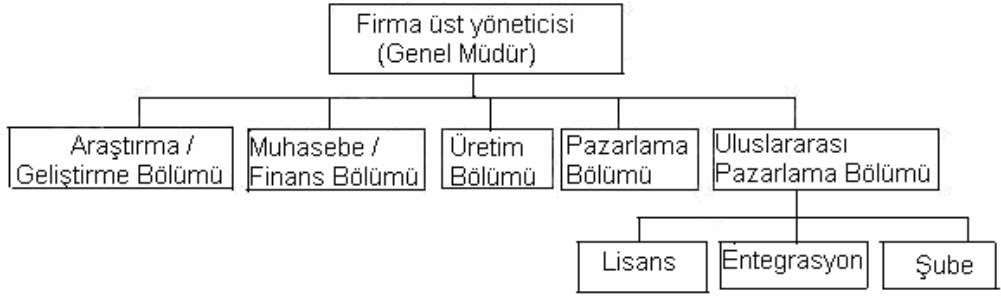 Firma üst yöneticisi
(Genel Müdür)
Araştırma /
Geliştirme Bölümü
Muhasebe /
Finans Bölümü
Üretim
Bölümü
Pazarlama
Bölümü
Uluslararası
Pazarlama Bölümü
Lisans
Entegrasyon
Şube